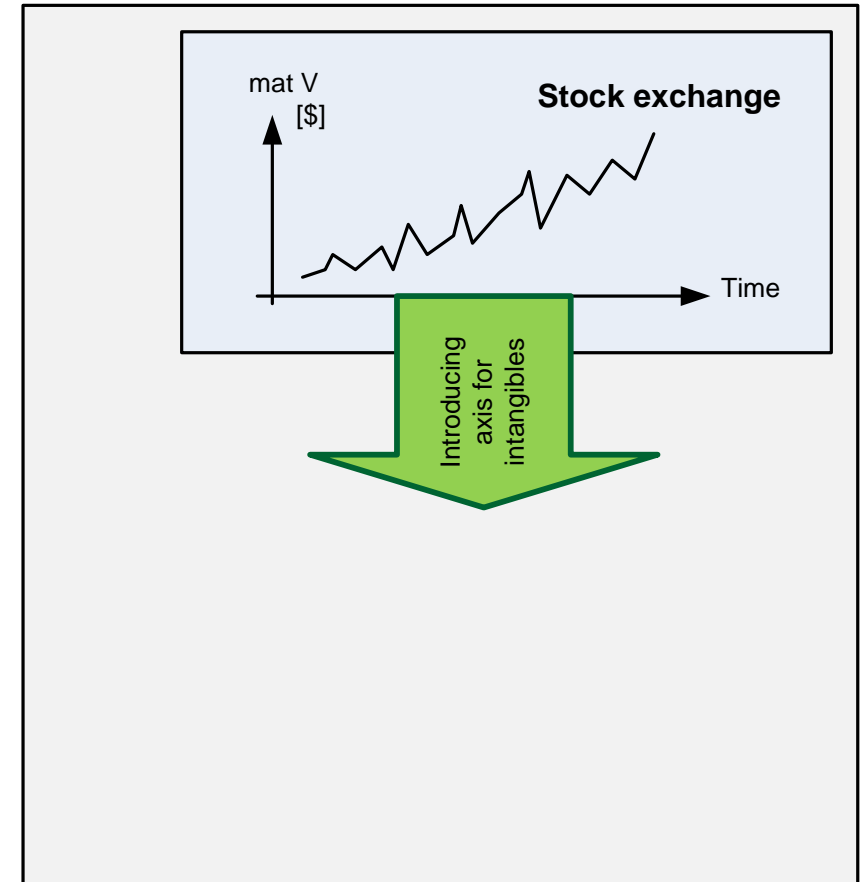 mat V
[$]
Stock exchange
Time
Introducing
axis for
intangibles